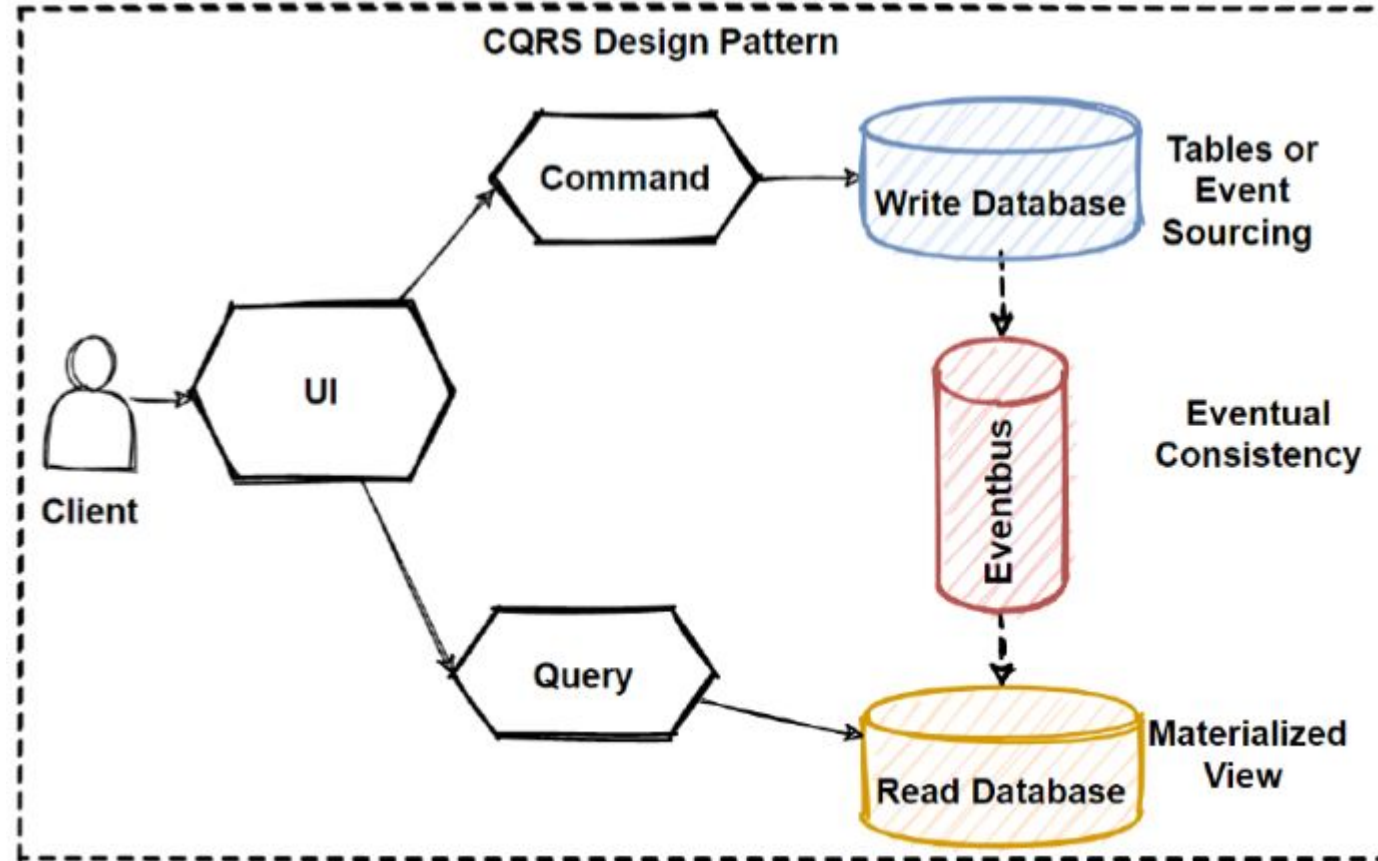 CQRS Design Pattern
Command
Write Database
Tables or
Event
Sourcing
UI
Client
Eventbus
Eventual
Consistency
Query
Read Database
Materialized
View